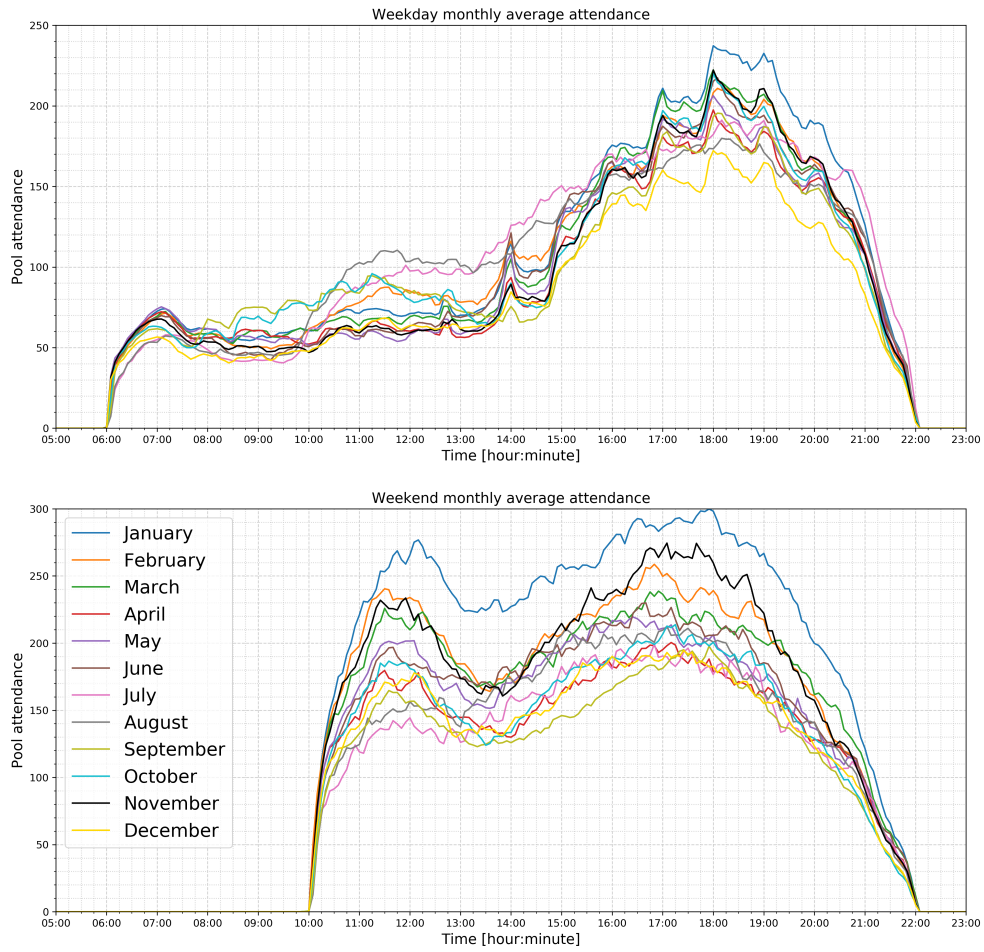 Weekday monthly average attendance
250
200
150
100
50
0
Pool attendance
05:00 06:00 07:00 08:00 09:00 10:00 11:00 12:00 13:00 14:00 15:00 16:00 17:00 18:00 19:00 20:00 21:00 22:00 23:00
Time [hour:minute]
Weekend monthly average attendance
300
250
200
150
100
50
0
Pool attendance
January
February
March
April
May
June
July
August
September
October
November
December
05:00 06:00 07:00 08:00 09:00 10:00 11:00 12:00 13:00 14:00 15:00 16:00 17:00 18:00 19:00 20:00 21:00 22:00 23:00
Time [hour:minute]